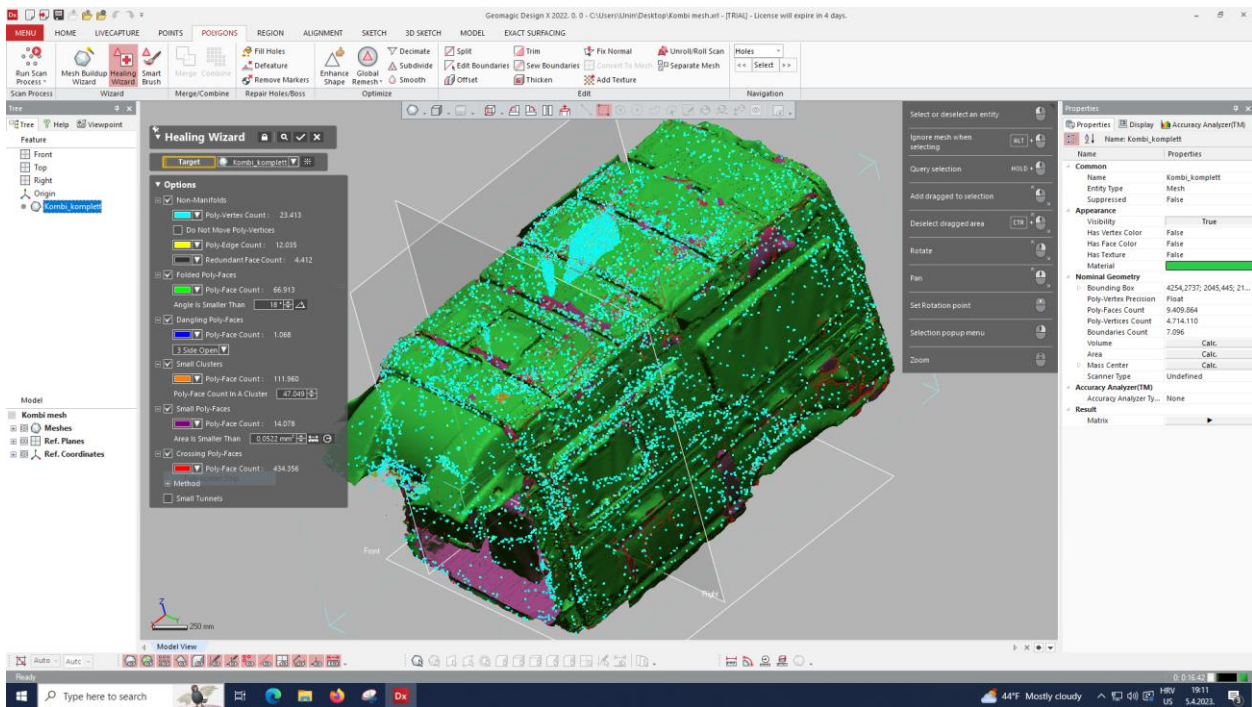 Geomagic Design X 2022. 0. 0 - C:\Users\Unim\Desktop\Kombi mesh.xrl - [TRIAL] - License will expire in 4 days.
MENU HOME LIVECAPTURE POINTS POLYGONS REGION ALIGNMENT SKETCH 3D SKETCH MODEL EXACT SURFACING
Run Scan Process
Mesh Buildup Wizard
Healing Wizard
Smart Brush
Merge Combine
Fill Holes
Defeature
Remove Markers
Enhance Shape
Global Remesh
Decimate
Subdivide
Smooth
Split
Edit Boundaries
Offset
Trim
Sew Boundaries
Thicken
Fix Normal
Convert To Mesh
Add Texture
Unroll/Roll Scan
Separate Mesh
Holes
<< Select >>
Scan Process Wizard Merge/Combine Repair Holes/Boss Optimize Edit Navigation
Tree
Tree Help Viewpoint
Feature
Front
Top
Right
Origin
Kombi_komplett
Model
Kombi mesh
Meshes
Ref. Planes
Ref. Coordinates
Healing Wizard
Target Kombi_komplett
Options
Non-Manifolds
Poly-Vertex Count : 23.413
Do Not Move Poly-Vertices
Poly-Edge Count : 12.035
Redundant Face Count : 4.412
Folded Poly-Faces
Poly-Face Count : 66.913
Angle Is Smaller Than 18 °
Dangling Poly-Faces
Poly-Face Count : 1.068
3 Side Open
Small Clusters
Poly-Face Count : 111.960
Poly-Face Count In A Cluster 47.049
Small Poly-Faces
Poly-Face Count : 14.078
Area Is Smaller Than 0.0522 mm²
Crossing Poly-Faces
Poly-Face Count : 434.356
Method
Small Tunnels
Front
Right
Z
250 mm
Model View
Select or deselect an entity
Ignore mesh when selecting ALT +
Query selection HOLD +
Add dragged to selection
Deselect dragged area CTR +
Rotate
Pan
Set Rotation point
Selection popup menu
Zoom
Properties
Properties Display Accuracy Analyzer(TM)
Name: Kombi_komplett
Name Properties
Common
Name Kombi_komplett
Entity Type Mesh
Suppressed False
Appearance
Visibility True
Has Vertex Color False
Has Face Color False
Has Texture False
Material
Nominal Geometry
Bounding Box 4254,2737; 2045,445; 21...
Poly-Vertex Precision Float
Poly-Faces Count 9.409.864
Poly-Vertices Count 4.714.110
Boundaries Count 7.096
Volume Calc.
Area Calc.
Mass Center Calc.
Scanner Type Undefined
Accuracy Analyzer(TM)
Accuracy Analyzer Ty... None
Result
Matrix
Auto Auto
Ready
0: 0:16:42
Type here to search
Dx
44°F Mostly cloudy
HRV 19:11
US 5.4.2023.